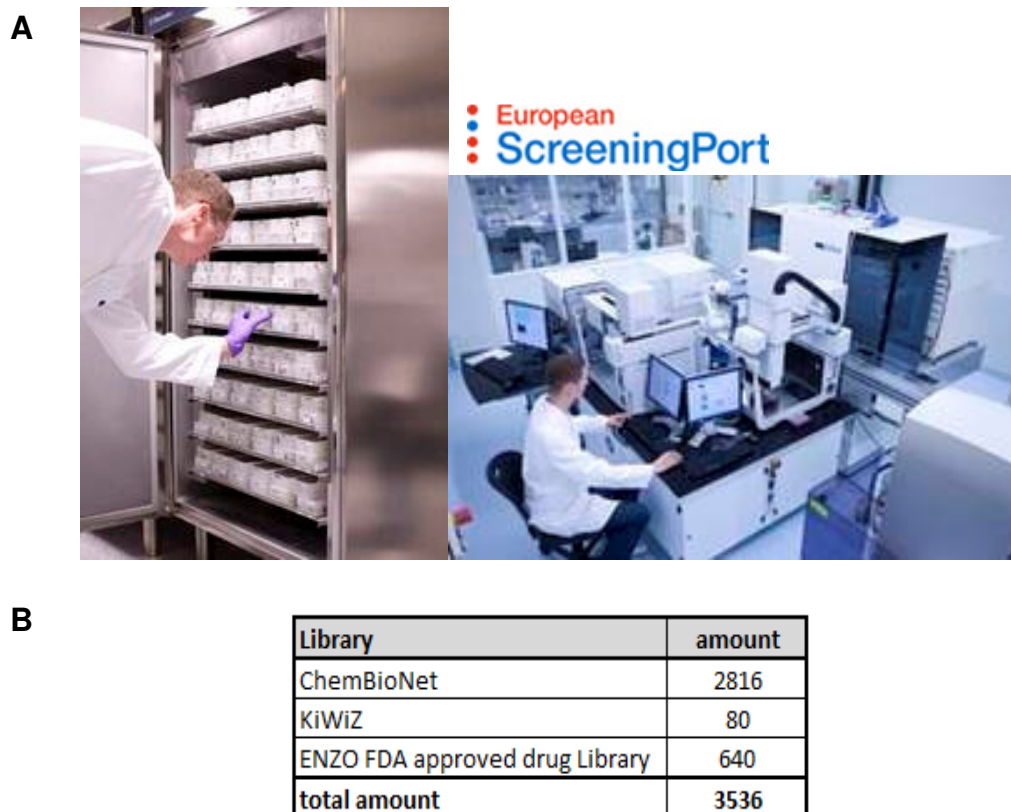 A
European
ScreeningPort
B
Library amount
ChemBioNet 2816
KiWiZ 80
ENZO FDA approved drug Library 640
total amount 3536